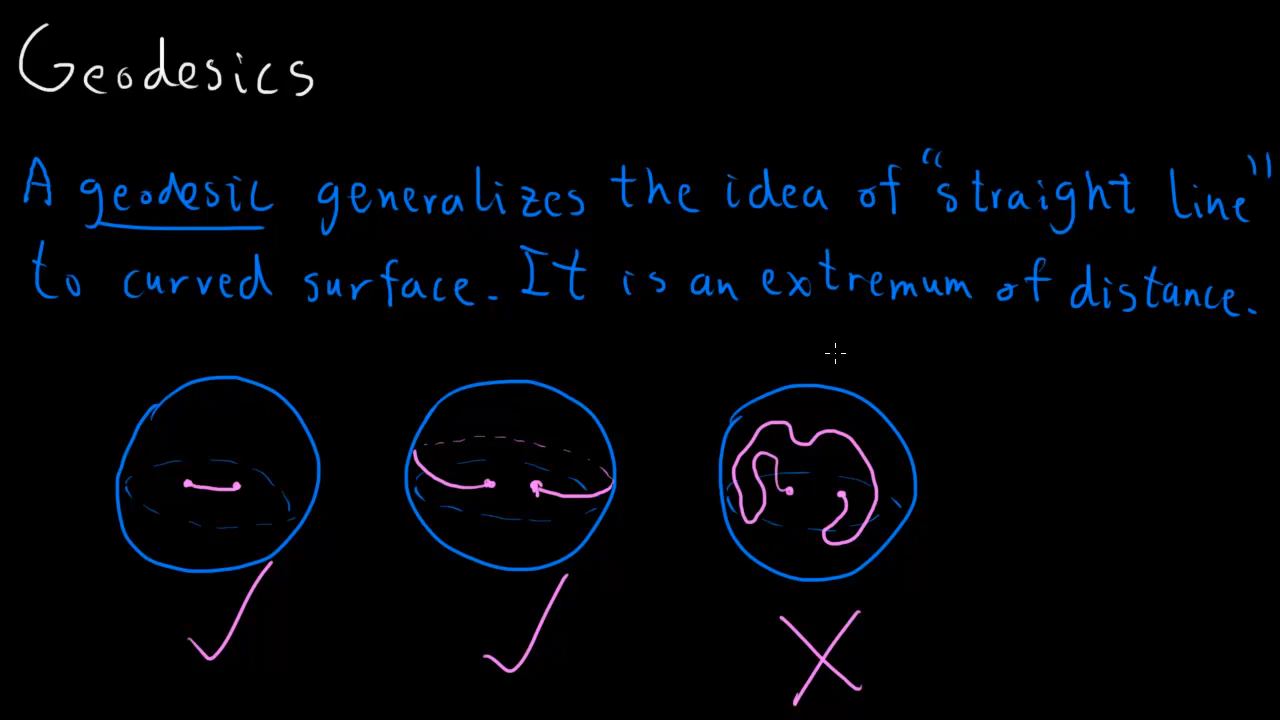 Geodesics
A geodesic generalizes the idea of "straight line"
to curved surface. It is an extremum of distance.